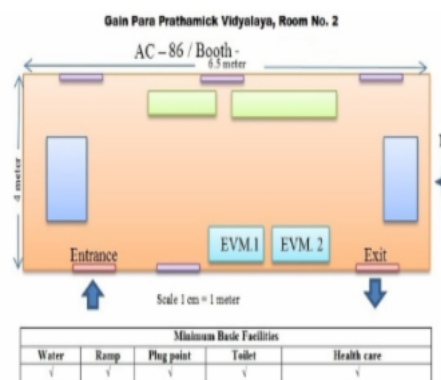 Gain Para Prathamick Vidyalaya, Room No. 2
AC – 86 / Booth -
6.5 meter
4 meter
EVM.1
EVM. 2
Entrance
Exit
Scale 1 cm = 1 meter
Minimum Basic Facilities
Water Ramp Plug point Toilet Health care
√ √ √ √ √